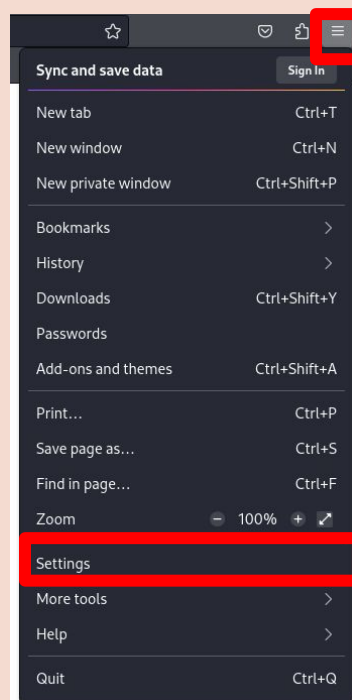 Sync and save data Sign In
New tab Ctrl+T
New window Ctrl+N
New private window Ctrl+Shift+P
Bookmarks
History
Downloads Ctrl+Shift+Y
Passwords
Add-ons and themes Ctrl+Shift+A
Print... Ctrl+P
Save page as... Ctrl+S
Find in page... Ctrl+F
Zoom 100%
Settings
More tools
Help
Quit Ctrl+Q